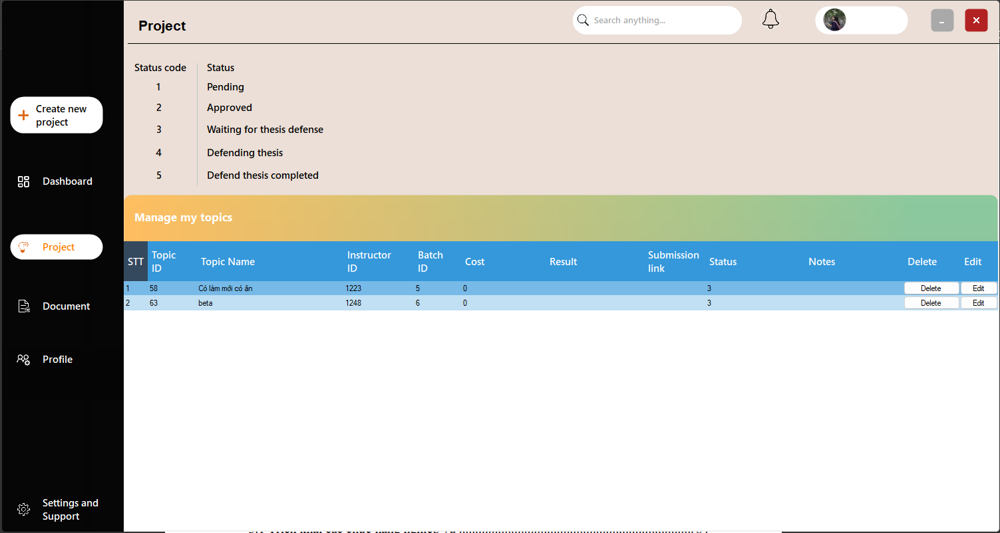 Project
Search anything...
Status code Status
1 Pending
2 Approved
3 Waiting for thesis defense
4 Defending thesis
5 Defend thesis completed
Create new
project
Dashboard
Project
Document
Profile
Settings and
Support
Manage my topics
STT Topic ID Topic Name Instructor ID Batch ID Cost Result Submission link Status Notes Delete Edit
1 58 Có làm mới có ăn 1223 5 0 3 Delete Edit
2 63 beta 1248 6 0 3 Delete Edit